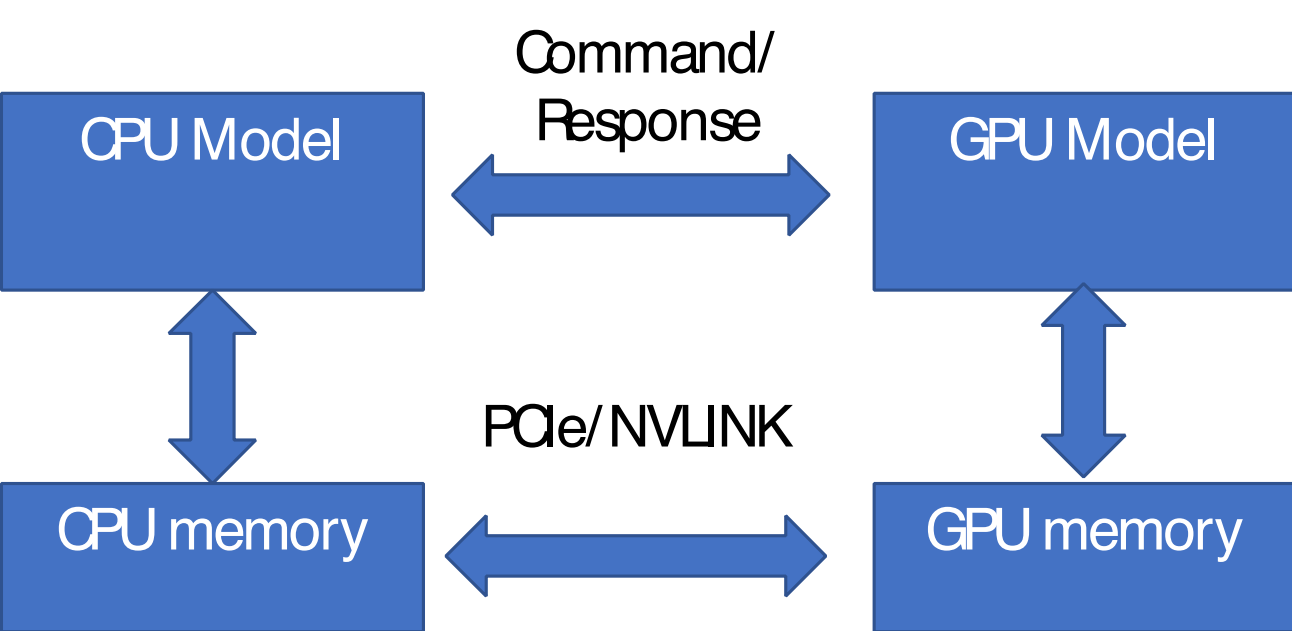 Command/
Response
CPU Model
GPU Model
PCIe/NVLINK
CPU memory
GPU memory